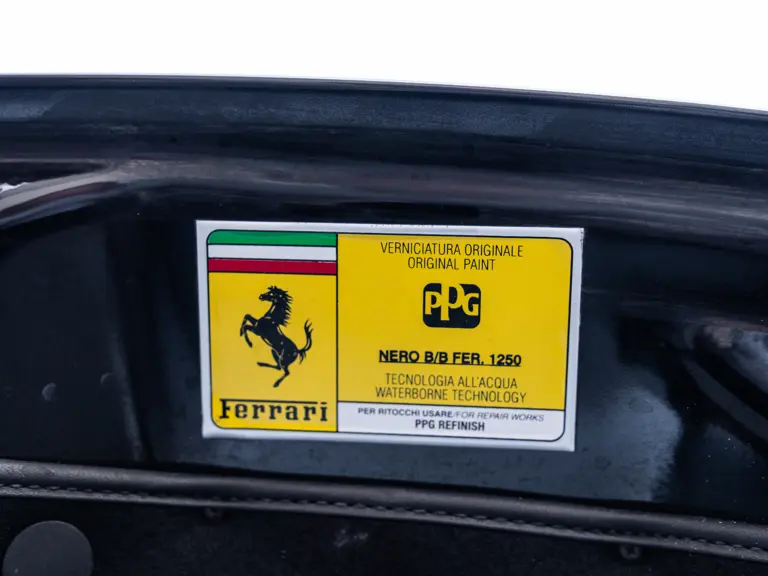 Ferrari
VERNICIATURA ORIGINALE
ORIGINAL PAINT
PPG
NERO B/B FER. 1250
TECNOLOGIA ALL'ACQUA
WATERBORNE TECHNOLOGY
PER RITOCCHI USARE/FOR REPAIR WORKS
PPG REFINISH